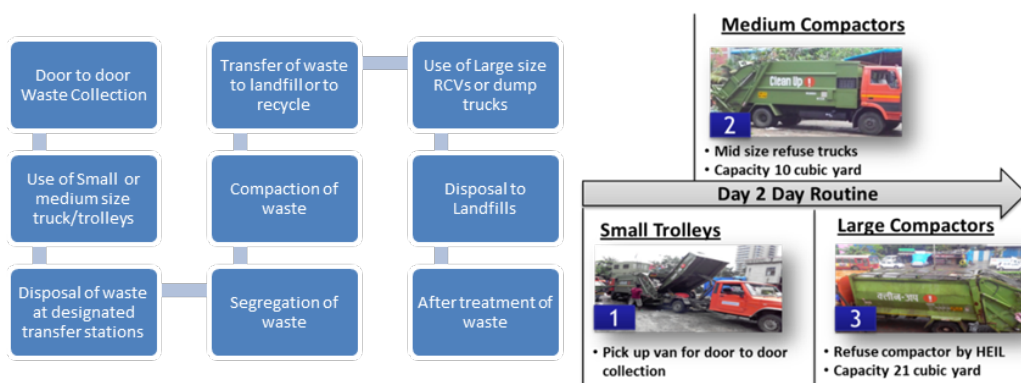 Door to door
Waste Collection
Use of Small or
medium size
truck/trolleys
Disposal of waste
at designated
transfer stations
Segregation of
waste
Compaction of
waste
Transfer of waste
to landfill or to
recycle
Use of Large size
RCVs or dump
trucks
Disposal to
Landfills
After treatment of
waste
Medium Compactors
Clean Up
2
• Mid size refuse trucks
• Capacity 10 cubic yard
Day 2 Day Routine
Small Trolleys
1
• Pick up van for door to door
collection
Large Compactors
क्लीन-अप
3
• Refuse compactor by HEIL
• Capacity 21 cubic yard